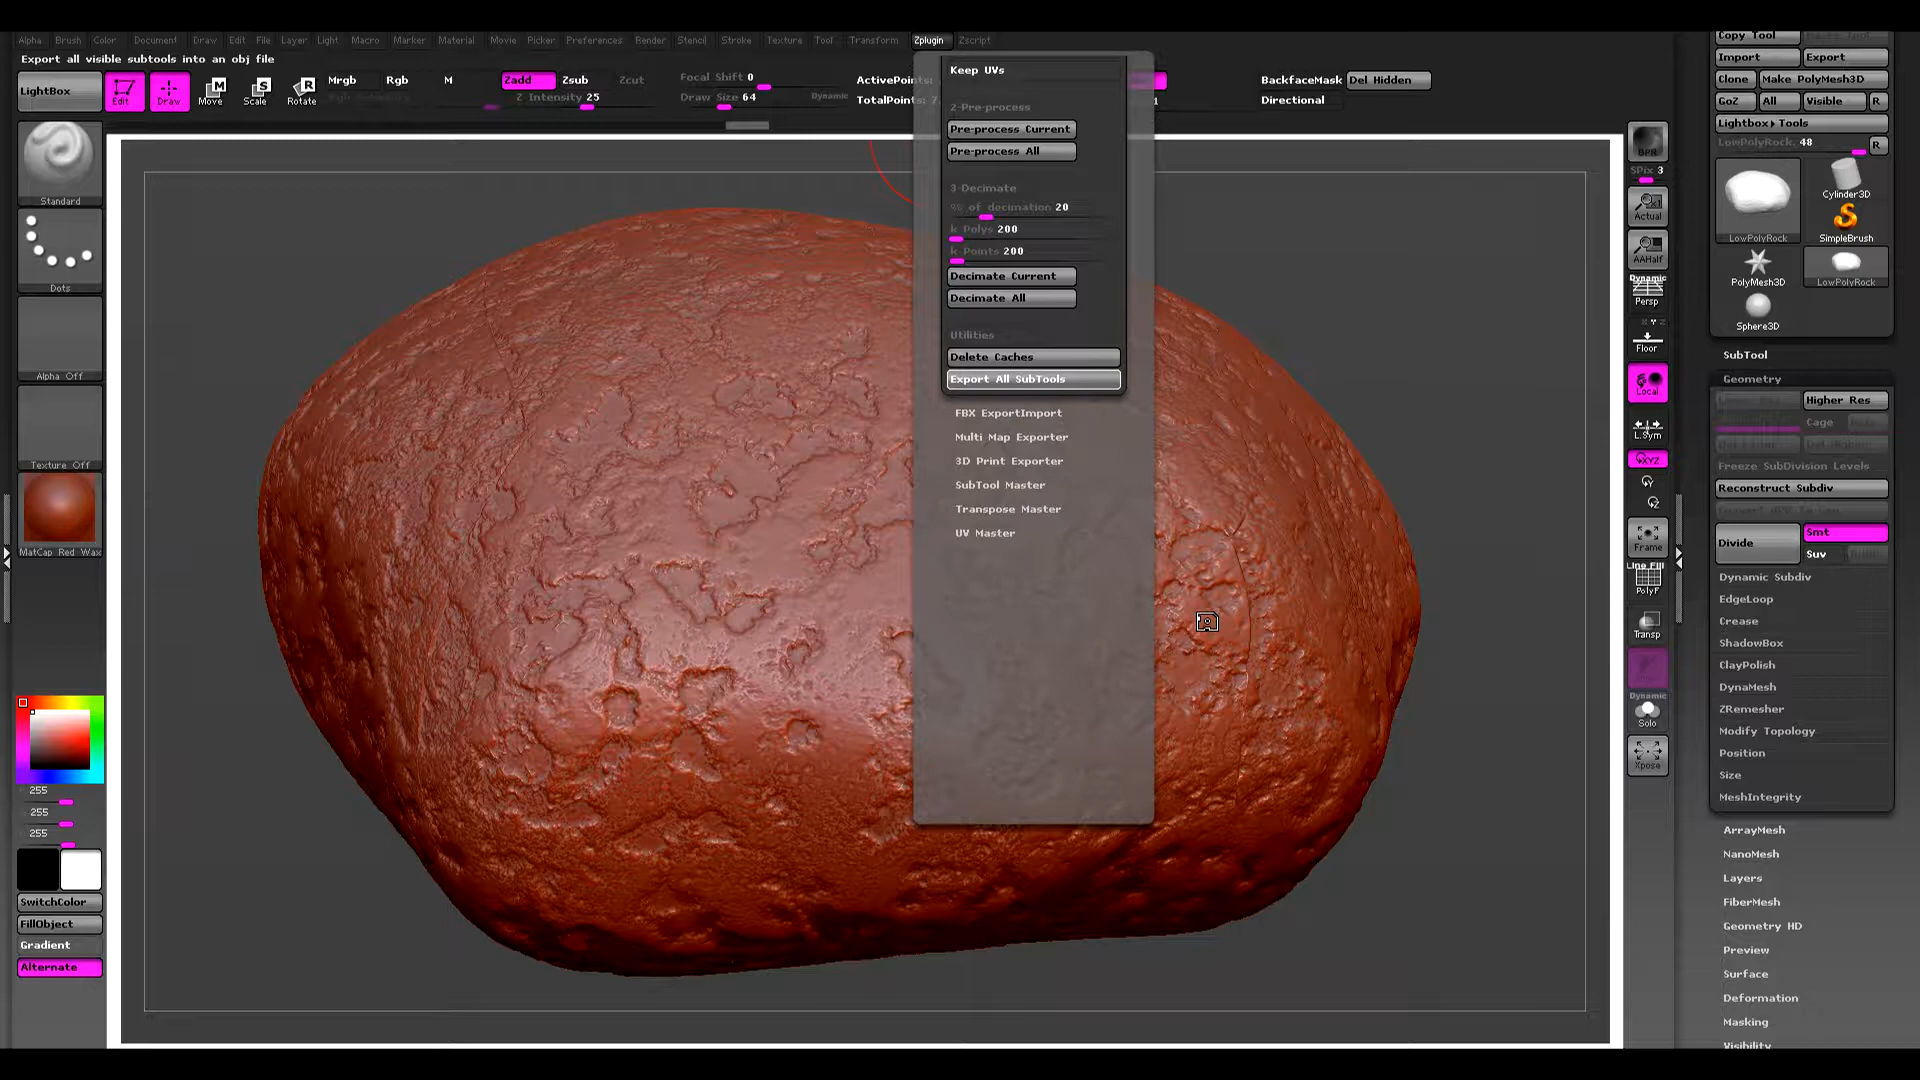 Alpha Brush Color Document Draw Edit File Layer Light Macro Marker Material Movie Picker Preferences Render Stencil Stroke Texture Tool Transform Zplugin Zscript
Export all visible subtools into an obj file
LightBox
Edit
Draw
Move
Scale
Rotate
Mrgb Rgb M
Zadd Zsub Zcut
Z Intensity 25
Focal Shift 0
Draw Size 64
Dynamic
ActivePoints:
TotalPoints: 7
BackfaceMask Del Hidden
Directional
Standard
Dots
Alpha Off
Texture Off
MatCap Red Wax
255
255
255
SwitchColor
FillObject
Gradient
Alternate
Keep UVs
2-Pre-process
Pre-process Current
Pre-process All
3-Decimate
% of decimation 20
k Polys 200
k Points 200
Decimate Current
Decimate All
Utilities
Delete Caches
Export All SubTools
FBX ExportImport
Multi Map Exporter
3D Print Exporter
SubTool Master
Transpose Master
UV Master
BPR
SPix 3
Actual
AAHalf
Dynamic
Persp
Floor
Local
L.Sym
XYZ
Frame
Line Fill
PolyF
Transp
Dynamic
Solo
Xpose
Copy Tool
Import Export
Clone Make PolyMesh3D
GoZ All Visible R
Lightbox▸Tools
LowPolyRock. 48 R
LowPolyRock
Cylinder3D
SimpleBrush
PolyMesh3D
LowPolyRock
Sphere3D
SubTool
Geometry
Higher Res
Cage
Freeze SubDivision Levels
Reconstruct Subdiv
Divide
Smt
Suv
Dynamic Subdiv
EdgeLoop
Crease
ShadowBox
ClayPolish
DynaMesh
ZRemesher
Modify Topology
Position
Size
MeshIntegrity
ArrayMesh
NanoMesh
Layers
FiberMesh
Geometry HD
Preview
Surface
Deformation
Masking
Visibility